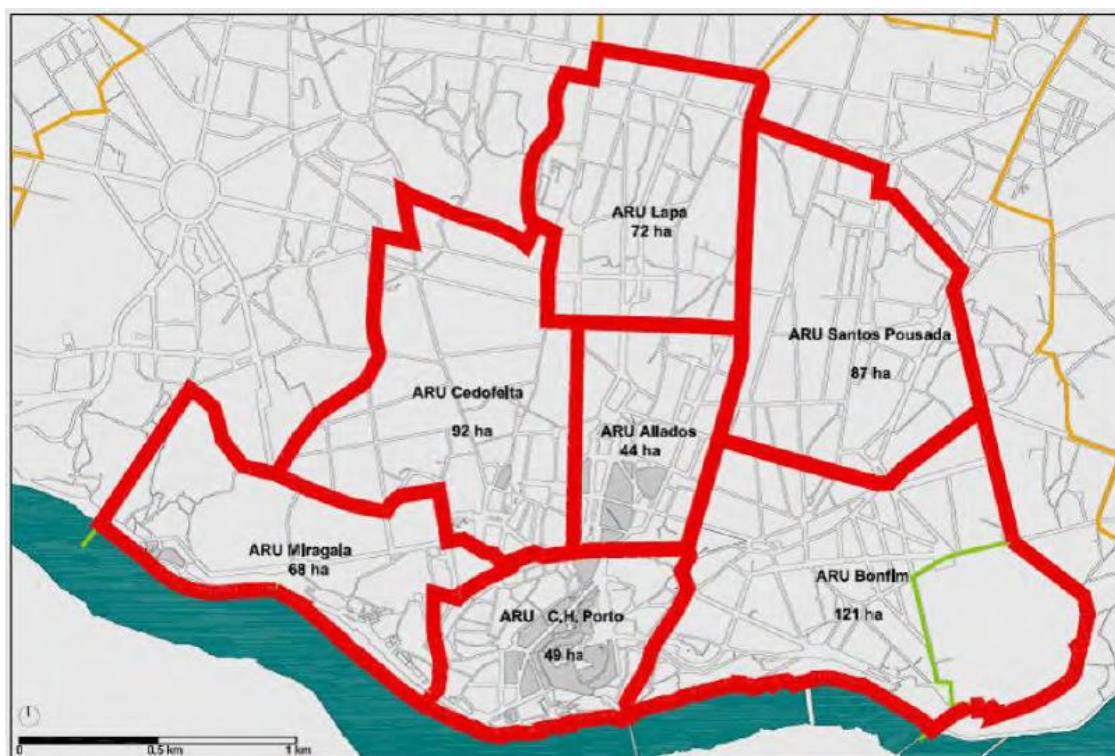 ARU Lapa
72 ha
ARU Santos Pousada
87 ha
ARU Cedofeita
92 ha
ARU Aliados
44 ha
ARU Miragaia
68 ha
ARU Bonfim
121 ha
ARU C.H. Porto
49 ha
0 0.5 km 1 km